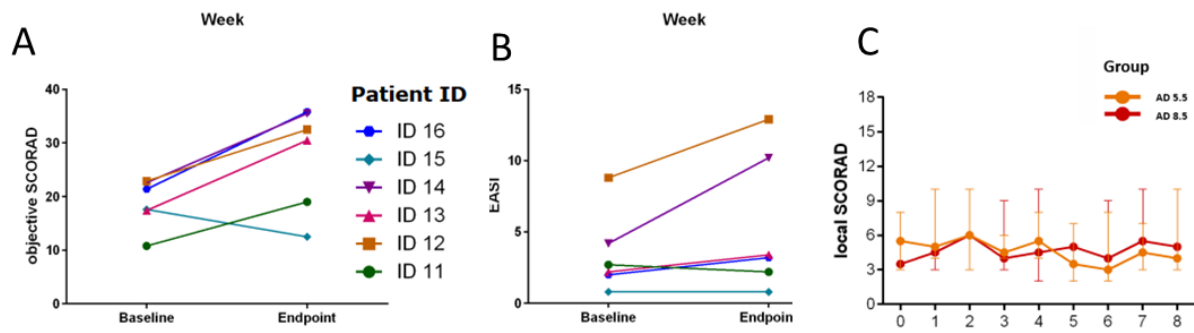 Week
Week
A
B
C
objective SCORAD
40
30
20
10
0
Baseline
Endpoint
Patient ID
ID 16
ID 15
ID 14
ID 13
ID 12
ID 11
EASI
15
10
5
0
Baseline
Endpoin
Group
AD 5.5
AD 8.5
local SCORAD
18
15
12
9
6
3
0
0 1 2 3 4 5 6 7 8